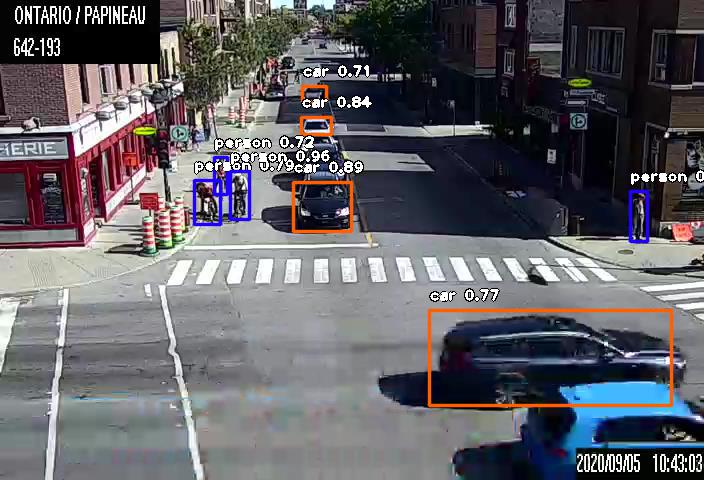 ONTARIO / PAPINEAU
642-193
car 0.71
car 0.84
person 0.72
person 0.96
person 0.79
car 0.89
person 0
car 0.77
2020/09/05 10:43:03